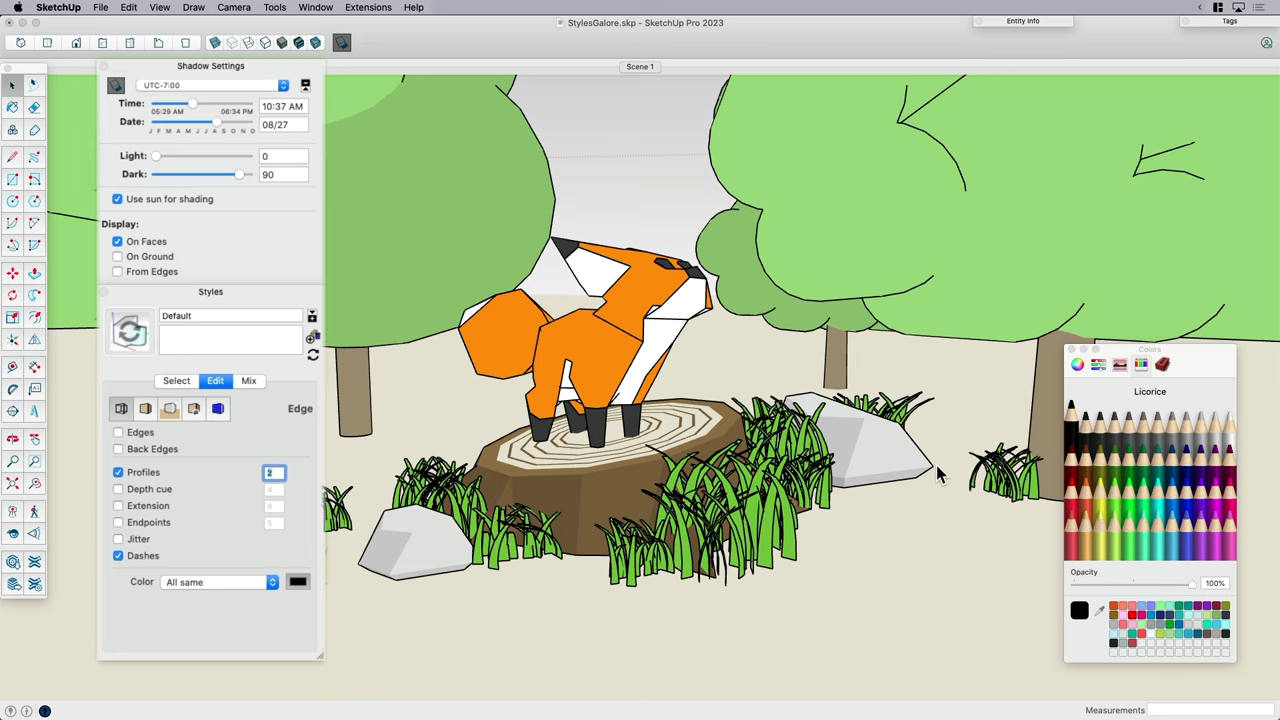 SketchUp File Edit View Draw Camera Tools Window Extensions Help
StylesGalore.skp - SketchUp Pro 2023
Entity Info
Tags
Scene 1
Shadow Settings
UTC-7:00
Time: 10:37 AM
05:29 AM 06:34 PM
Date: 08/27
J F M A M J J A S O N D
Light: 0
Dark: 90
Use sun for shading
Display:
On Faces
On Ground
From Edges
Styles
Default
Select Edit Mix
Edge
Edges
Back Edges
Profiles 2
Depth cue 4
Extension 8
Endpoints 5
Jitter
Dashes
Color All same
Colors
Licorice
Opacity
100%
Measurements